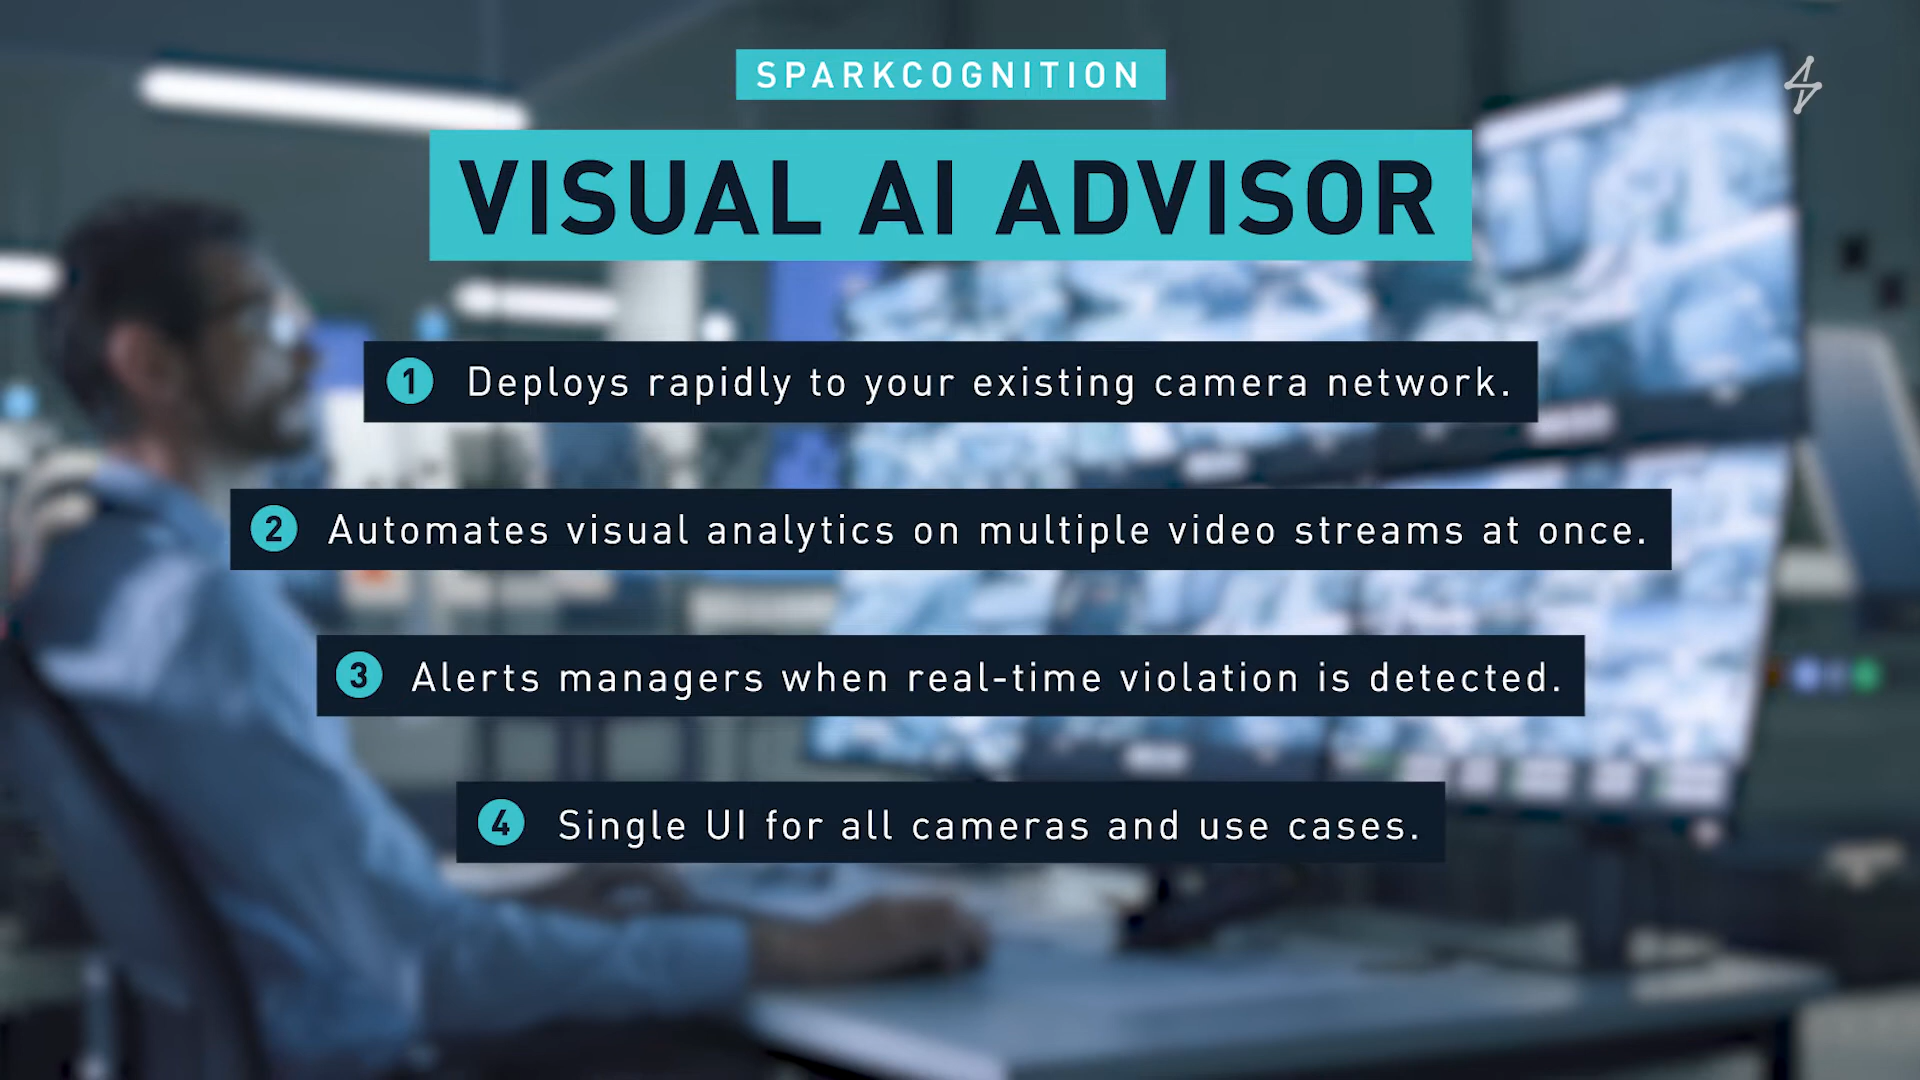 SPARKCOGNITION
VISUAL AI ADVISOR
1 Deploys rapidly to your existing camera network.
2 Automates visual analytics on multiple video streams at once.
3 Alerts managers when real-time violation is detected.
4 Single UI for all cameras and use cases.